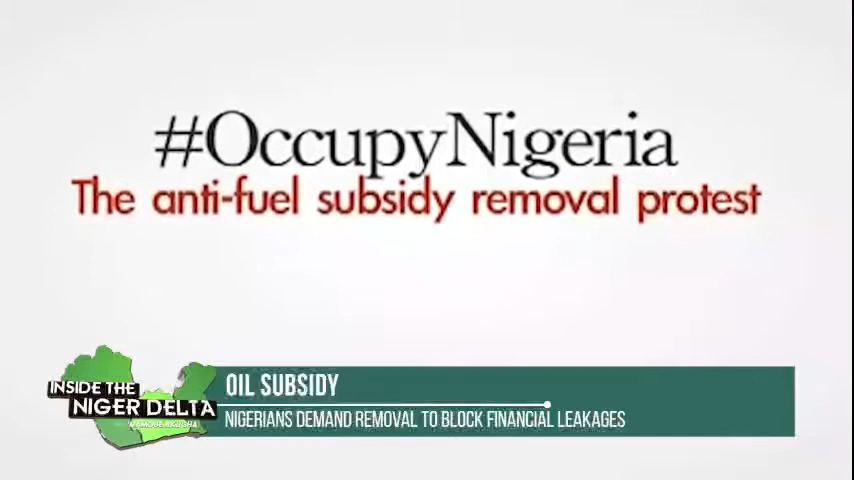 #OccupyNigeria
The anti-fuel subsidy removal protest
INSIDE THE
NIGER DELTA
OIL SUBSIDY
NIGERIANS DEMAND REMOVAL TO BLOCK FINANCIAL LEAKAGES